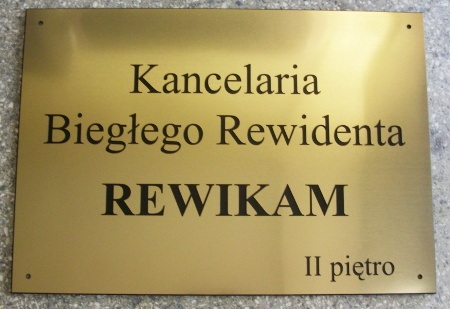 Kancelaria
Biegłego Rewidenta
REWIKAM
II piętro